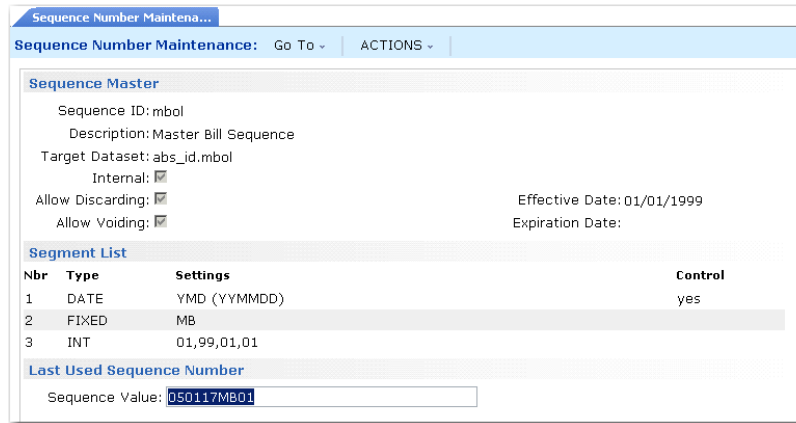 Sequence Number Maintena...
Sequence Number Maintenance: Go To ACTIONS
Sequence Master
Sequence ID: mbol
Description: Master Bill Sequence
Target Dataset: abs_id.mbol
Internal:
Allow Discarding: Effective Date: 01/01/1999
Allow Voiding: Expiration Date:
Segment List
Nbr Type Settings Control
1 DATE YMD (YYMMDD) yes
2 FIXED MB
3 INT 01,99,01,01
Last Used Sequence Number
Sequence Value: 050117MB01